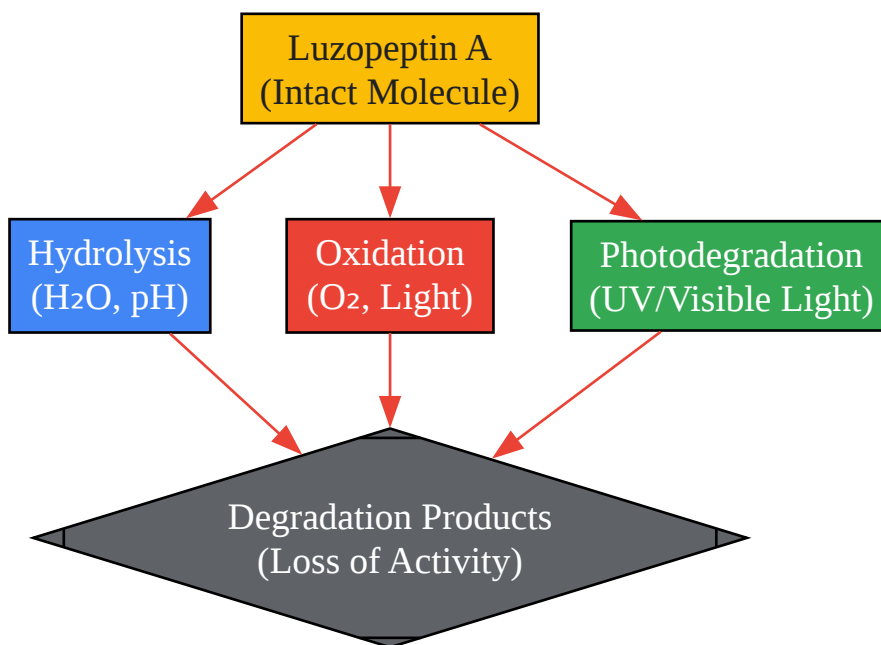 Luzopeptin A
(Intact Molecule)
Hydrolysis
(H₂O, pH)
Oxidation
(O₂, Light)
Photodegradation
(UV/Visible Light)
Degradation Products
(Loss of Activity)